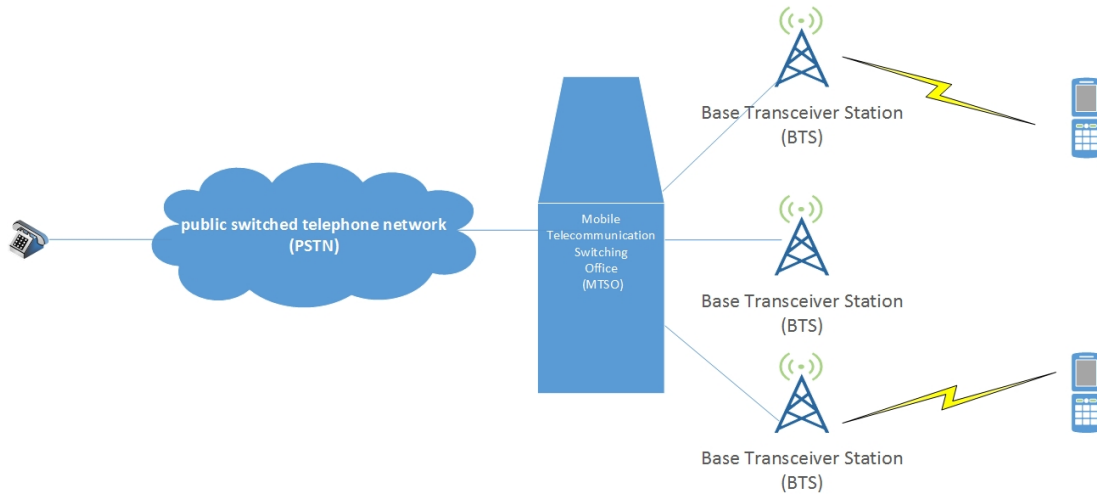 Base Transceiver Station
(BTS)
public switched telephone network
(PSTN)
Mobile
Telecommunication
Switching
Office
(MTSO)
Base Transceiver Station
(BTS)
Base Transceiver Station
(BTS)